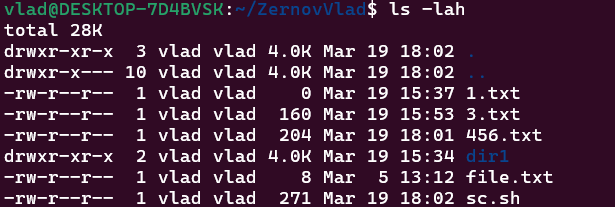 vlad@DESKTOP-7D4BVSK:~/ZernovVlad$ ls -lah
total 28K
drwxr-xr-x  3 vlad vlad 4.0K Mar 19 18:02 .
drwxr-x--- 10 vlad vlad 4.0K Mar 19 18:02 ..
-rw-r--r--  1 vlad vlad    0 Mar 19 15:37 1.txt
-rw-r--r--  1 vlad vlad  160 Mar 19 15:53 3.txt
-rw-r--r--  1 vlad vlad  204 Mar 19 18:01 456.txt
drwxr-xr-x  2 vlad vlad 4.0K Mar 19 15:34 dir1
-rw-r--r--  1 vlad vlad    8 Mar  5 13:12 file.txt
-rw-r--r--  1 vlad vlad  271 Mar 19 18:02 sc.sh